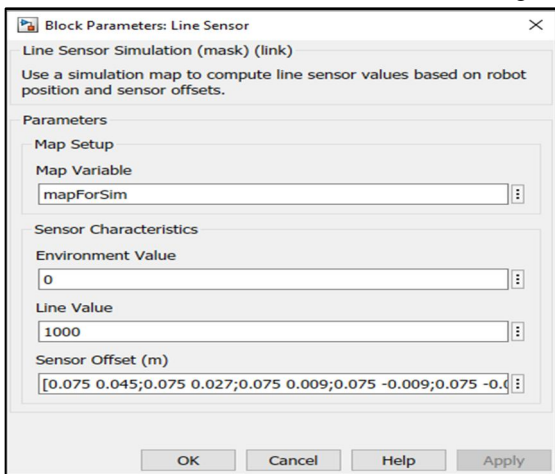 Block Parameters: Line Sensor
Line Sensor Simulation (mask) (link)
Use a simulation map to compute line sensor values based on robot
position and sensor offsets.
Parameters
Map Setup
Map Variable
mapForSim
Sensor Characteristics
Environment Value
0
Line Value
1000
Sensor Offset (m)
[0.075 0.045;0.075 0.027;0.075 0.009;0.075 -0.009;0.075 -0.0
OK Cancel Help Apply